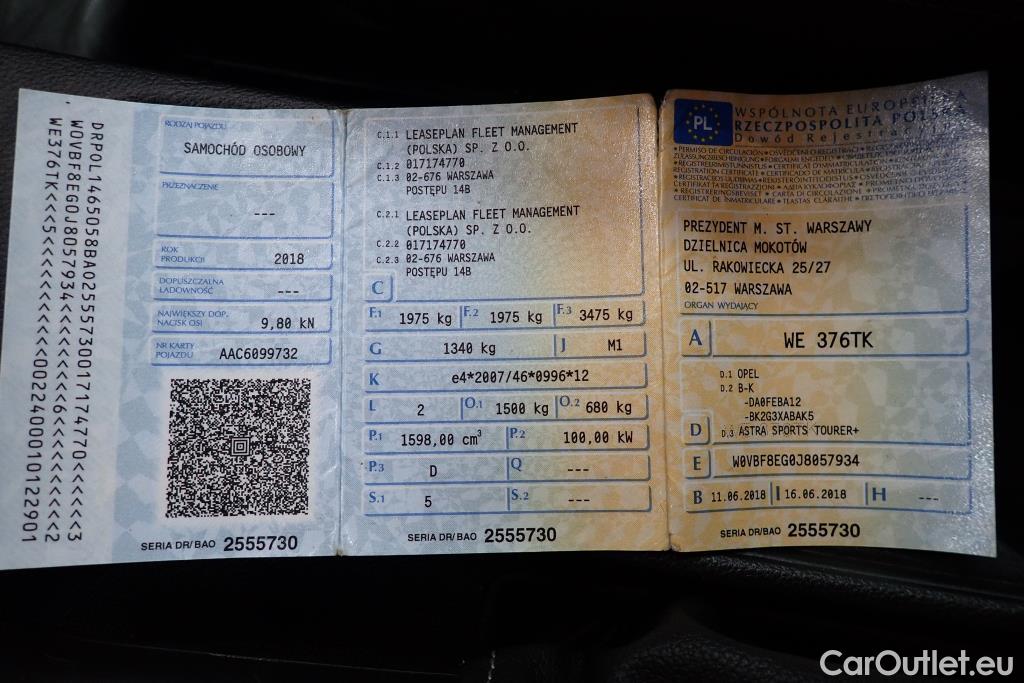 DRPOL1465058BA02555730017174770<<<<<<3
W0VBF8EG0J8057934<<<<<<<<<<<6<<<<<<<<2
RODZAJ POJAZDU
SAMOCHÓD OSOBOWY
PRZEZNACZENIE
---
ROK
PRODUKCJI
2018
DOPUSZCZALNA
ŁADOWNOŚĆ
---
NAJWIĘKSZY DOP.
NACISK OSI
9,80 kN
NR KARTY
POJAZDU
AAC6099732
SERIA DR/BAO 2555730
C.1.1 LEASEPLAN FLEET MANAGEMENT
(POLSKA) SP. Z O.O.
C.1.2 017174770
C.1.3 02-676 WARSZAWA
POSTĘPU 14B
C.2.1 LEASEPLAN FLEET MANAGEMENT
(POLSKA) SP. Z O.O.
C.2.2 017174770
C.2.3 02-676 WARSZAWA
POSTĘPU 14B
C
F.1 1975 kg F.2 1975 kg F.3 3475 kg
G 1340 kg J M1
K e4*2007/46*0996*12
L 2 O.1 1500 kg O.2 680 kg
P.1 1598,00 cm³ P.2 100,00 kW
P.3 D Q ---
S.1 5 S.2 ---
SERIA DR/BAO 2555730
PL
WSPÓLNOTA EUROPEJSKA
RZECZPOSPOLITA POLSKA
Dowód Rejestracyjny
PREZYDENT M. ST. WARSZAWY
DZIELNICA MOKOTÓW
UL. RAKOWIECKA 25/27
02-517 WARSZAWA
ORGAN WYDAJĄCY
A WE 376TK
D.1 OPEL
D.2 B-K
-DA0FEBA12
-BK2G3XABAK5
D D.3 ASTRA SPORTS TOURER+
E W0VBF8EG0J8057934
B 11.06.2018 I 16.06.2018 H ---
SERIA DR/BAO 2555730
CarOutlet.eu